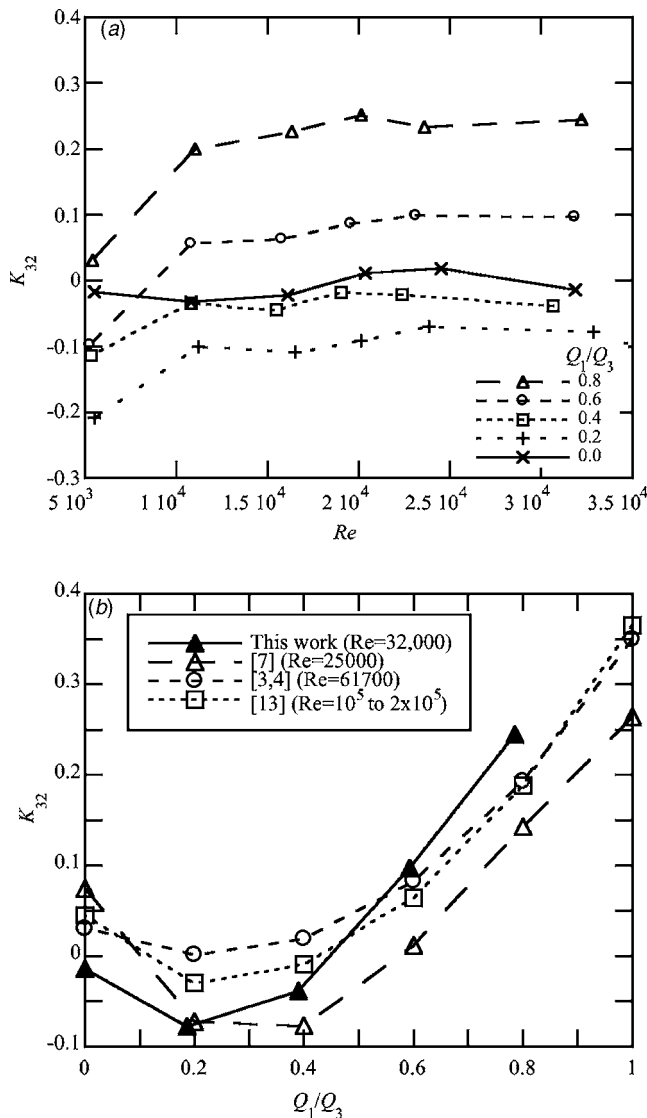 (a)
0.4
0.3
0.2
0.1
0
-0.1
-0.2
-0.3
K32
5 10³
1 10⁴
1.5 10⁴
2 10⁴
2.5 10⁴
3 10⁴
3.5 10⁴
Re
Q1/Q3
0.8
0.6
0.4
0.2
0.0
(b)
0.4
0.3
0.2
0.1
0
-0.1
K32
This work (Re=32,000)
[7] (Re=25000)
[3,4] (Re=61700)
[13] (Re=10⁵ to 2x10⁵)
0
0.2
0.4
0.6
0.8
1
Q1/Q3